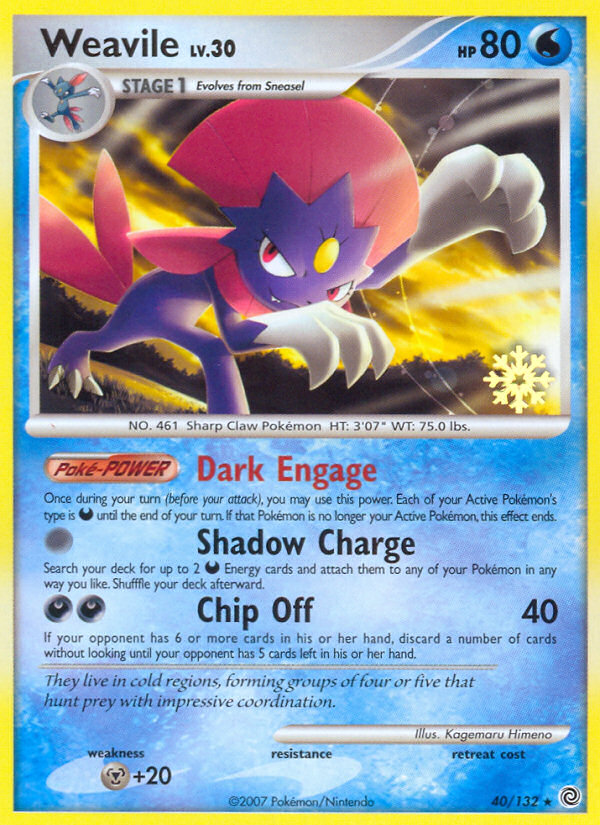 Weavile LV.30 HP 80
STAGE 1 Evolves from Sneasel
NO. 461 Sharp Claw Pokémon HT: 3'07" WT: 75.0 lbs.
Poké-POWER Dark Engage
Once during your turn (before your attack), you may use this power. Each of your Active Pokémon's
type is until the end of your turn. If that Pokémon is no longer your Active Pokémon, this effect ends.
Shadow Charge
Search your deck for up to 2 Energy cards and attach them to any of your Pokémon in any
way you like. Shuffle your deck afterward.
Chip Off 40
If your opponent has 6 or more cards in his or her hand, discard a number of cards
without looking until your opponent has 5 cards left in his or her hand.
They live in cold regions, forming groups of four or five that
hunt prey with impressive coordination.
Illus. Kagemaru Himeno
weakness resistance retreat cost
+20
©2007 Pokémon/Nintendo 40/132 ★